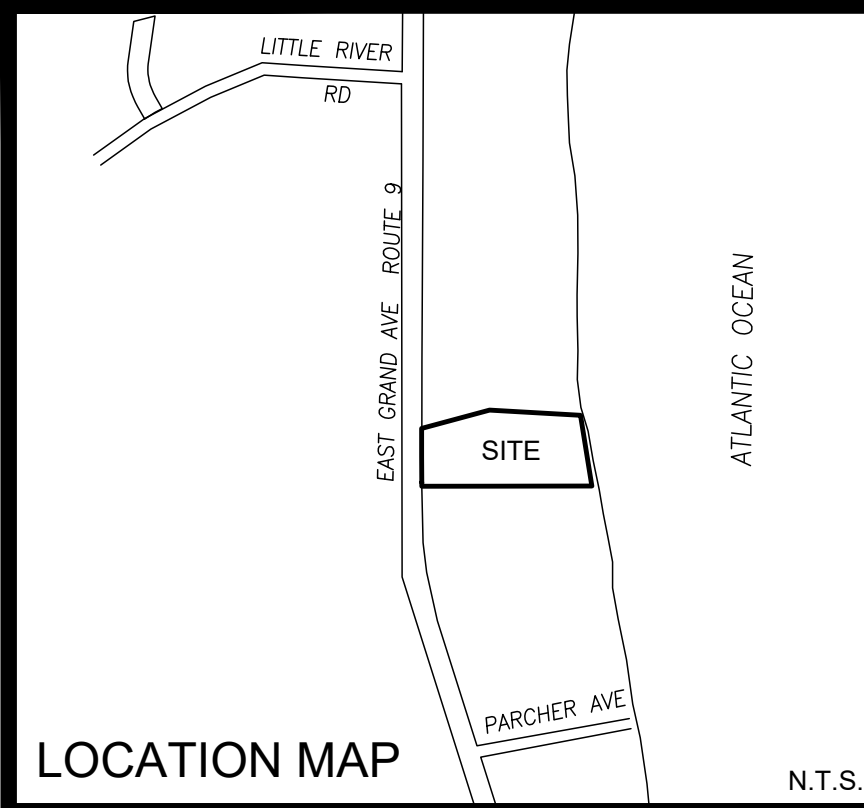 LITTLE RIVER
RD
EAST GRAND AVE ROUTE 9
ATLANTIC OCEAN
SITE
PARCHER AVE
LOCATION MAP
N.T.S.